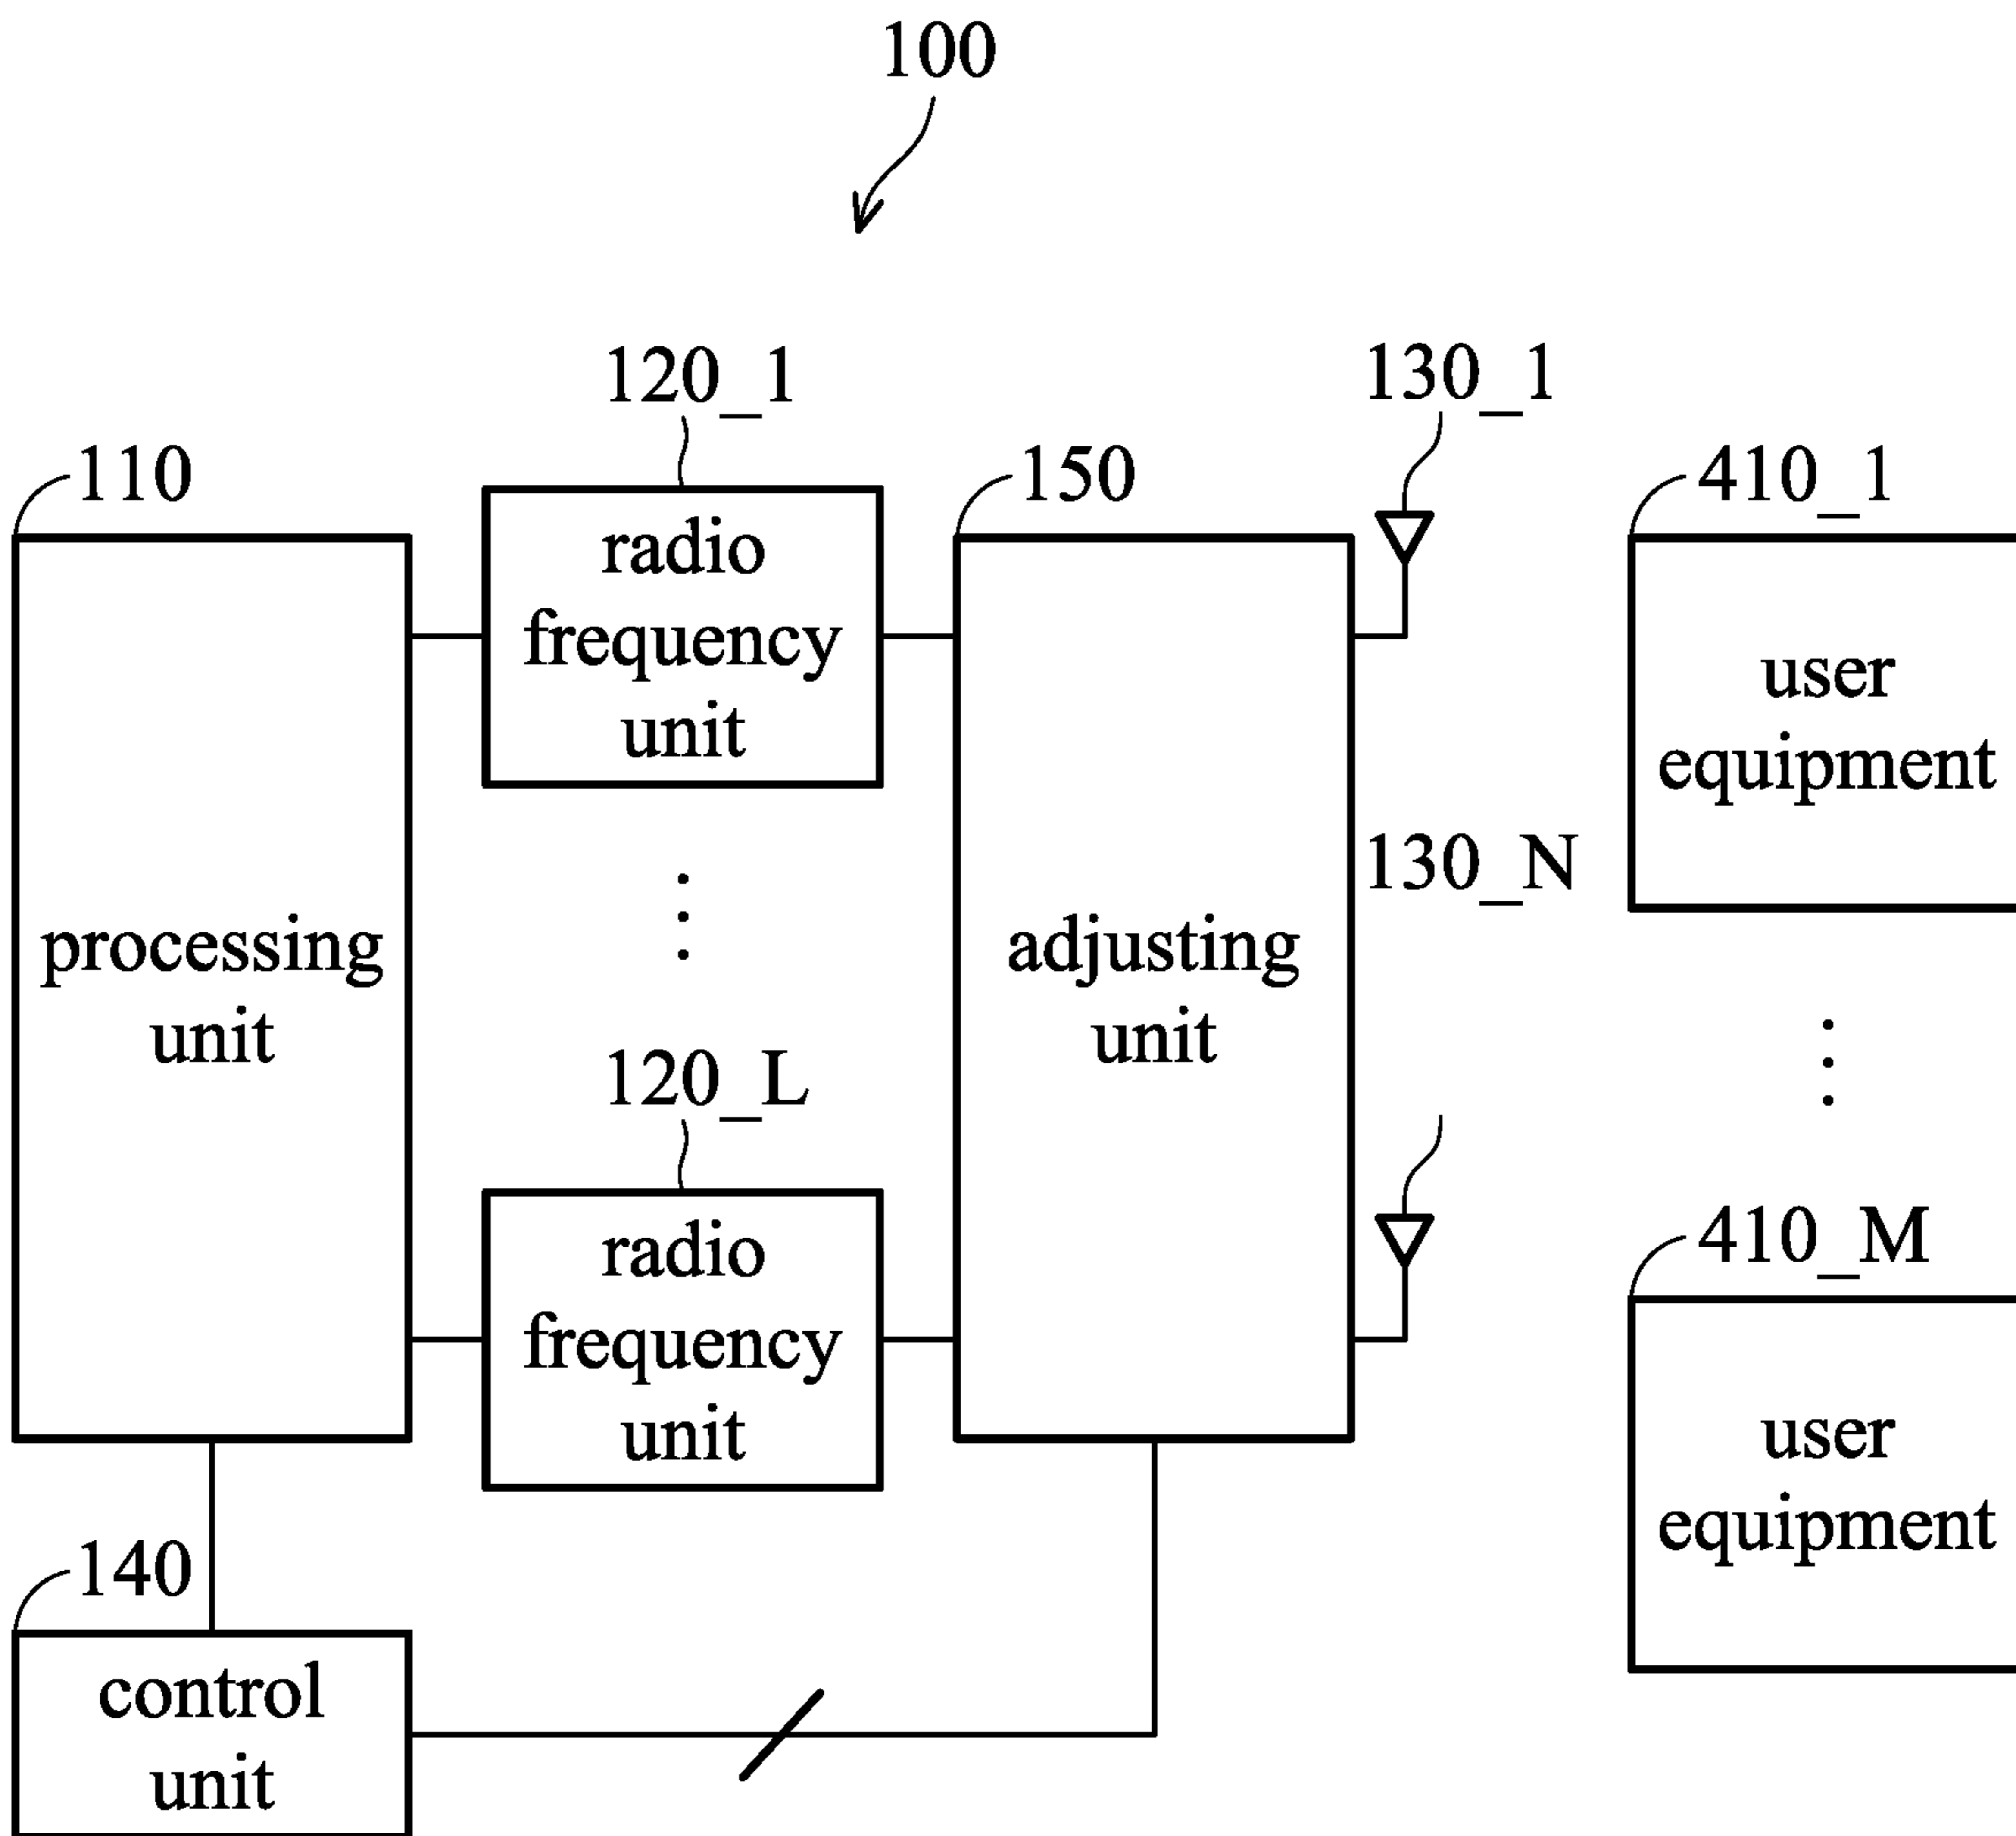 100
120_1
130_1
110
150
410_1
radio
frequency
unit
user
equipment
130_N
processing
unit
adjusting
unit
120_L
410_M
radio
frequency
unit
user
equipment
140
control
unit